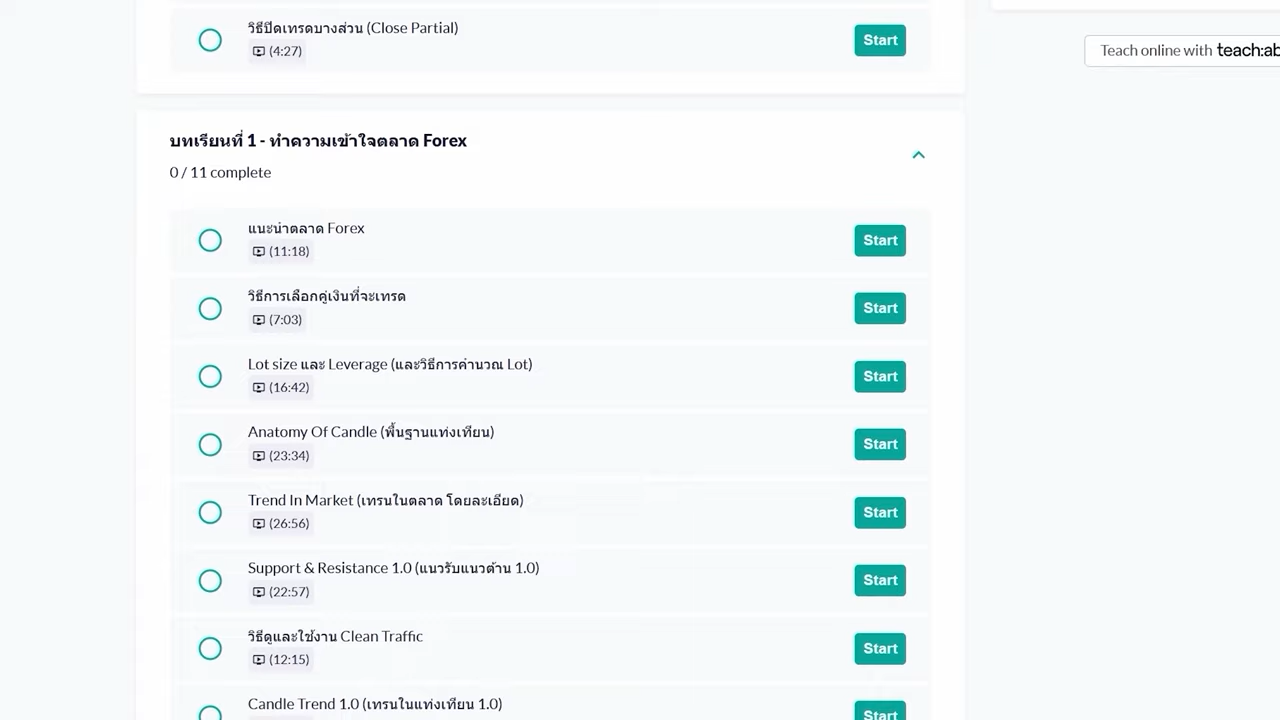 วิธีปิดเทรดบางส่วน (Close Partial)
(4:27)
Start
Teach online with teach:ab
บทเรียนที่ 1 - ทำความเข้าใจตลาด Forex
0 / 11 complete
แนะนำตลาด Forex
(11:18)
Start
วิธีการเลือกคู่เงินที่จะเทรด
(7:03)
Start
Lot size และ Leverage (และวิธีการคำนวณ Lot)
(16:42)
Start
Anatomy Of Candle (พื้นฐานแท่งเทียน)
(23:34)
Start
Trend In Market (เทรนในตลาด โดยละเอียด)
(26:56)
Start
Support & Resistance 1.0 (แนวรับแนวต้าน 1.0)
(22:57)
Start
วิธีดูและใช้งาน Clean Traffic
(12:15)
Start
Candle Trend 1.0 (เทรนในแท่งเทียน 1.0)
Start